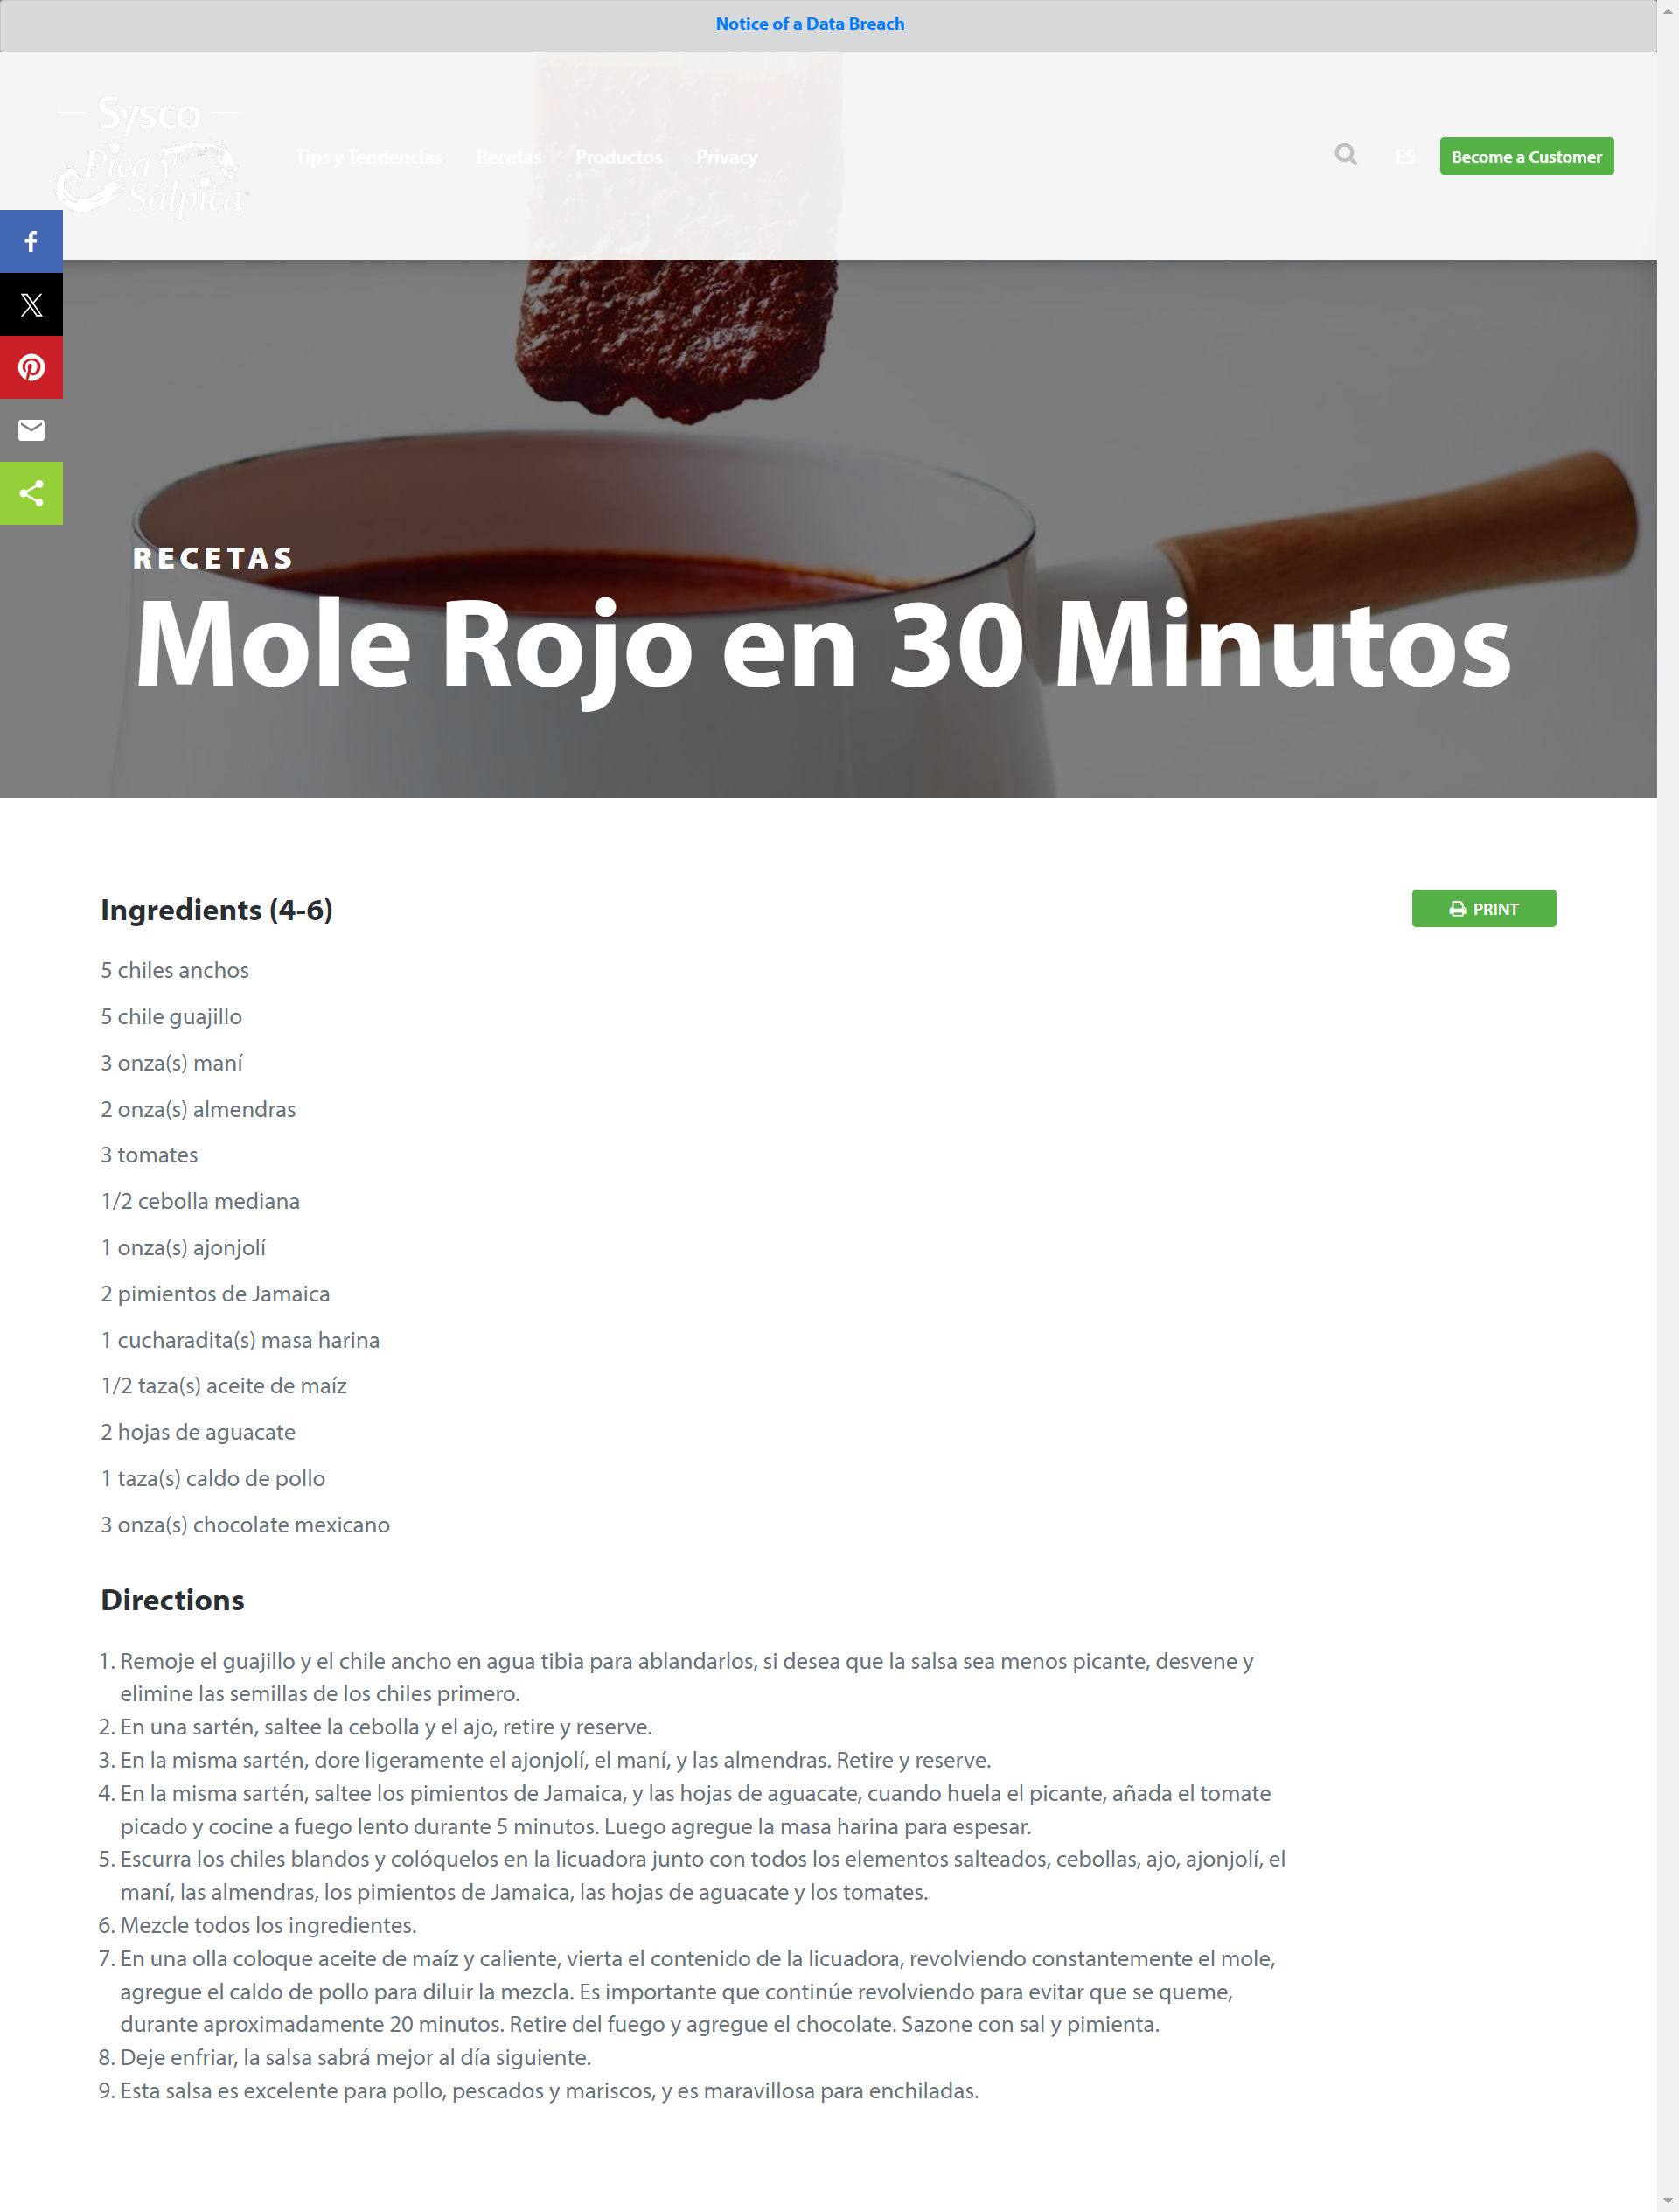 Notice of a Data Breach
Sysco
Pica y
Salpica
Tips y Tendencias
Recetas
Productos
Privacy
ES
Become a Customer
RECETAS
Mole Rojo en 30 Minutos
Ingredients (4-6)
PRINT
5 chiles anchos
5 chile guajillo
3 onza(s) maní
2 onza(s) almendras
3 tomates
1/2 cebolla mediana
1 onza(s) ajonjolí
2 pimientos de Jamaica
1 cucharadita(s) masa harina
1/2 taza(s) aceite de maíz
2 hojas de aguacate
1 taza(s) caldo de pollo
3 onza(s) chocolate mexicano
Directions
1. Remoje el guajillo y el chile ancho en agua tibia para ablandarlos, si desea que la salsa sea menos picante, desvene y
elimine las semillas de los chiles primero.
2. En una sartén, saltee la cebolla y el ajo, retire y reserve.
3. En la misma sartén, dore ligeramente el ajonjolí, el maní, y las almendras. Retire y reserve.
4. En la misma sartén, saltee los pimientos de Jamaica, y las hojas de aguacate, cuando huela el picante, añada el tomate
picado y cocine a fuego lento durante 5 minutos. Luego agregue la masa harina para espesar.
5. Escurra los chiles blandos y colóquelos en la licuadora junto con todos los elementos salteados, cebollas, ajo, ajonjolí, el
maní, las almendras, los pimientos de Jamaica, las hojas de aguacate y los tomates.
6. Mezcle todos los ingredientes.
7. En una olla coloque aceite de maíz y caliente, vierta el contenido de la licuadora, revolviendo constantemente el mole,
agregue el caldo de pollo para diluir la mezcla. Es importante que continúe revolviendo para evitar que se queme,
durante aproximadamente 20 minutos. Retire del fuego y agregue el chocolate. Sazone con sal y pimienta.
8. Deje enfriar, la salsa sabrá mejor al día siguiente.
9. Esta salsa es excelente para pollo, pescados y mariscos, y es maravillosa para enchiladas.